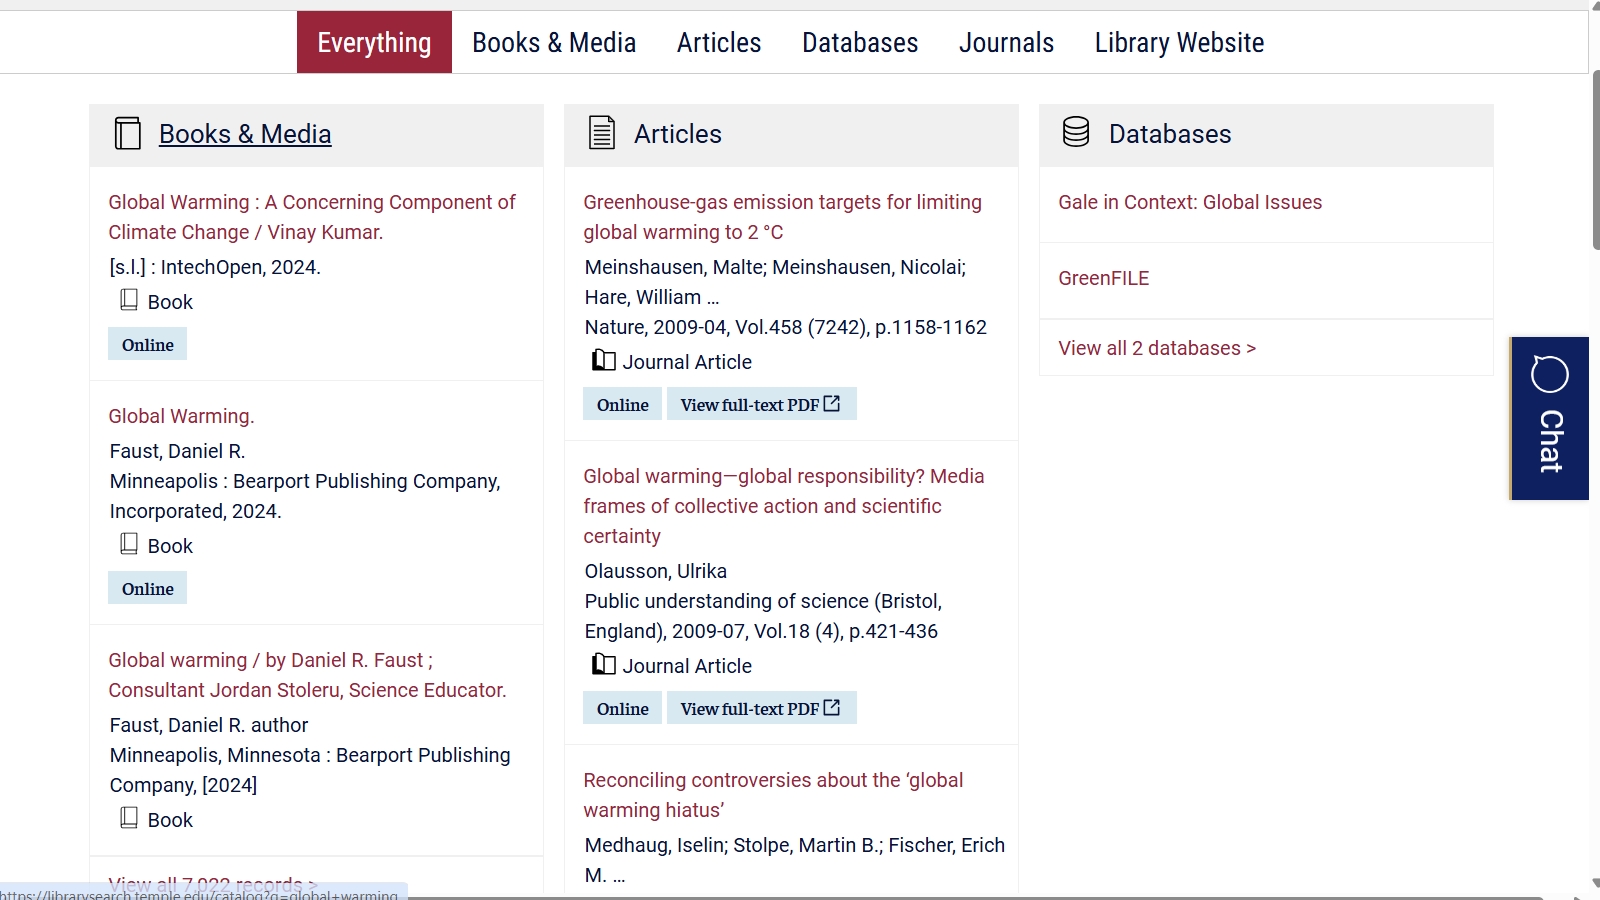 Everything
Books & Media
Articles
Databases
Journals
Library Website
Books & Media
Global Warming : A Concerning Component of
Climate Change / Vinay Kumar.
[s.l.] : IntechOpen, 2024.
Book
Online
Global Warming.
Faust, Daniel R.
Minneapolis : Bearport Publishing Company,
Incorporated, 2024.
Book
Online
Global warming / by Daniel R. Faust ;
Consultant Jordan Stoleru, Science Educator.
Faust, Daniel R. author
Minneapolis, Minnesota : Bearport Publishing
Company, [2024]
Book
View all 7,022 records >
https://librarysearch.temple.edu/catalog?q=global+warming
Articles
Greenhouse-gas emission targets for limiting
global warming to 2 °C
Meinshausen, Malte; Meinshausen, Nicolai;
Hare, William ...
Nature, 2009-04, Vol.458 (7242), p.1158-1162
Journal Article
Online
View full-text PDF
Global warming—global responsibility? Media
frames of collective action and scientific
certainty
Olausson, Ulrika
Public understanding of science (Bristol,
England), 2009-07, Vol.18 (4), p.421-436
Journal Article
Online
View full-text PDF
Reconciling controversies about the ‘global
warming hiatus’
Medhaug, Iselin; Stolpe, Martin B.; Fischer, Erich
M. ...
Databases
Gale in Context: Global Issues
GreenFILE
View all 2 databases >
Chat